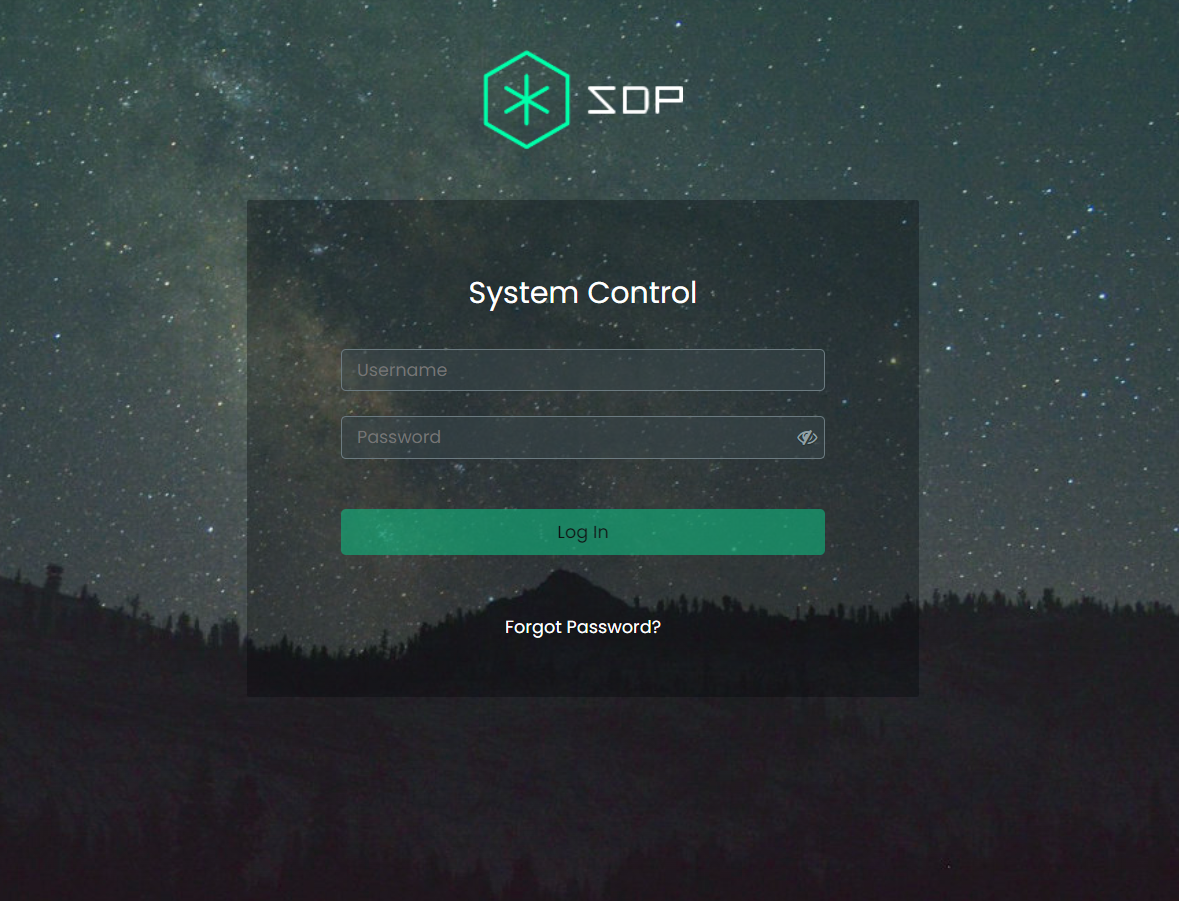 SDP
System Control
Username
Password
Log In
Forgot Password?